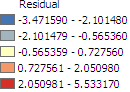 Residual
-3.471590 - -2.101480
-2.101479 - -0.565360
-0.565359 - 0.727560
0.727561 - 2.050980
2.050981 - 5.533170